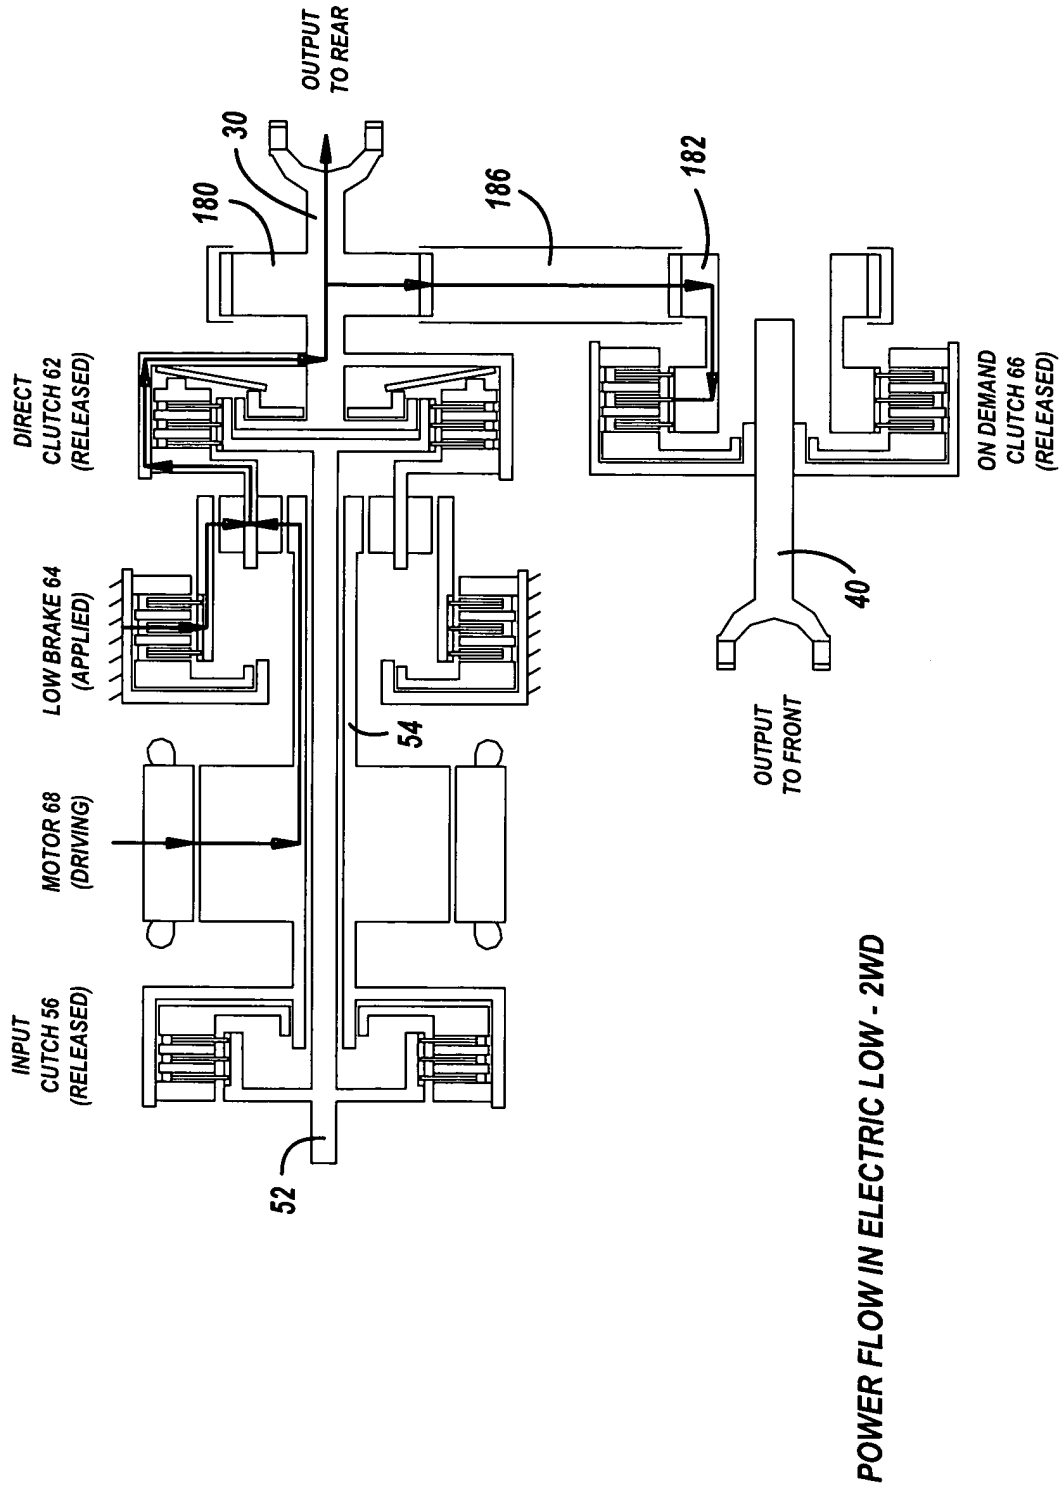 INPUT
CUTCH 56
(RELEASED)
MOTOR 68
(DRIVING)
LOW BRAKE 64
(APPLIED)
DIRECT
CLUTCH 62
(RELEASED)
OUTPUT
TO REAR
30
180
186
182
52
54
ON DEMAND
CLUTCH 66
(RELEASED)
40
OUTPUT
TO FRONT
POWER FLOW IN ELECTRIC LOW - 2WD